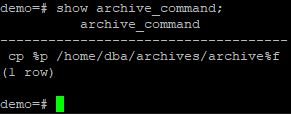 demo=# show archive_command;
archive_command
------------------------------------
cp %p /home/dba/archives/archive%f
(1 row)
demo=#